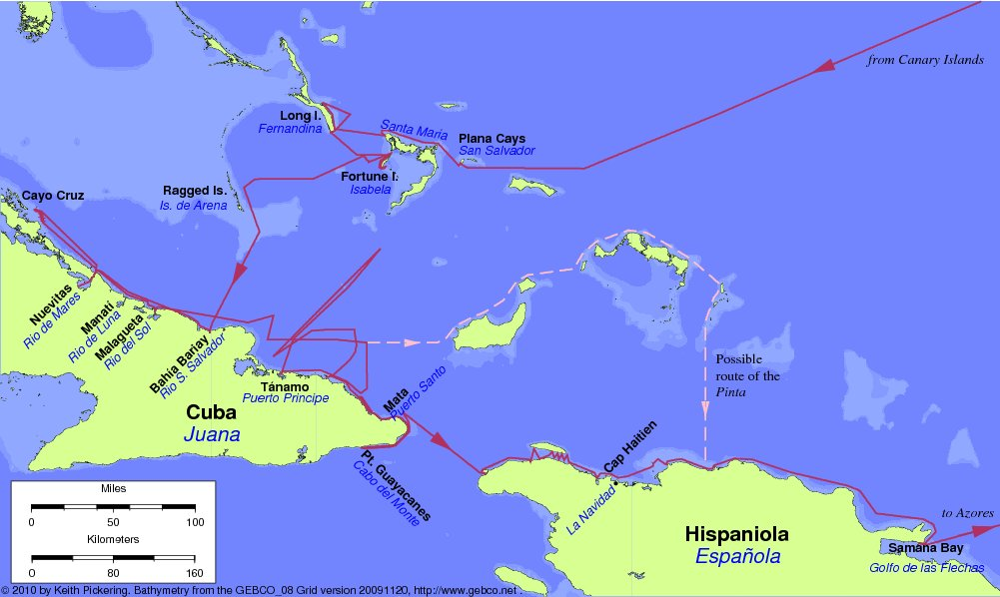 from Canary Islands
Long I.
Fernandina
Santa Maria
Plana Cays
San Salvador
Fortune I.
Isabela
Ragged Is.
Is. de Arena
Cayo Cruz
Nuevitas
Rio de Mares
Manati
Rio de Luna
Malagueta
Rio del Sol
Bahia Bariay
Rio S. Salvador
Tánamo
Puerto Principe
Mata
Puerto Santo
Possible
route of the
Pinta
Cuba
Juana
Pt. Guayacanes
Cabo del Monte
Cap Haitien
La Navidad
Hispaniola
Española
to Azores
Samana Bay
Golfo de las Flechas
Miles
0 50 100
Kilometers
0 80 160
© 2010 by Keith Pickering. Bathymetry from the GEBCO_08 Grid version 20091120, http://www.gebco.net .